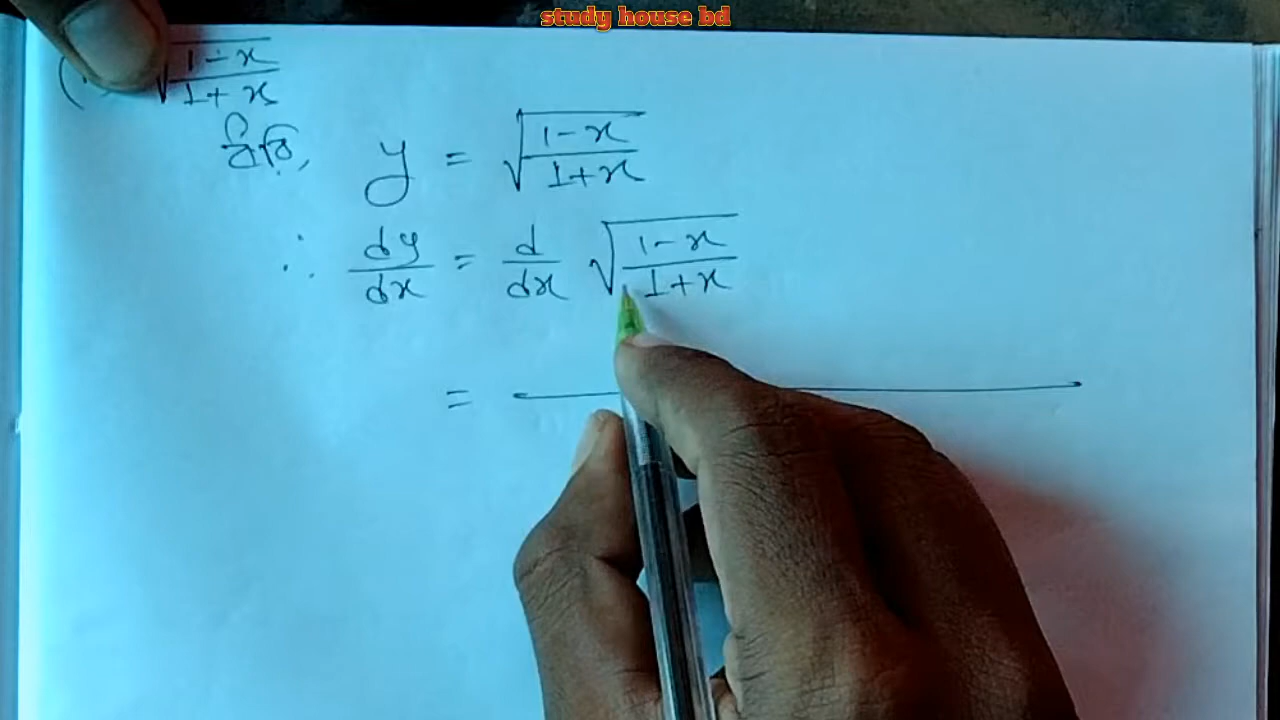 study house bd
√(1-x)/(1+x)
ধরি, y = √(1-x)/(1+x)
∴ dy/dx = d/dx √(1-x)/(1+x)
=